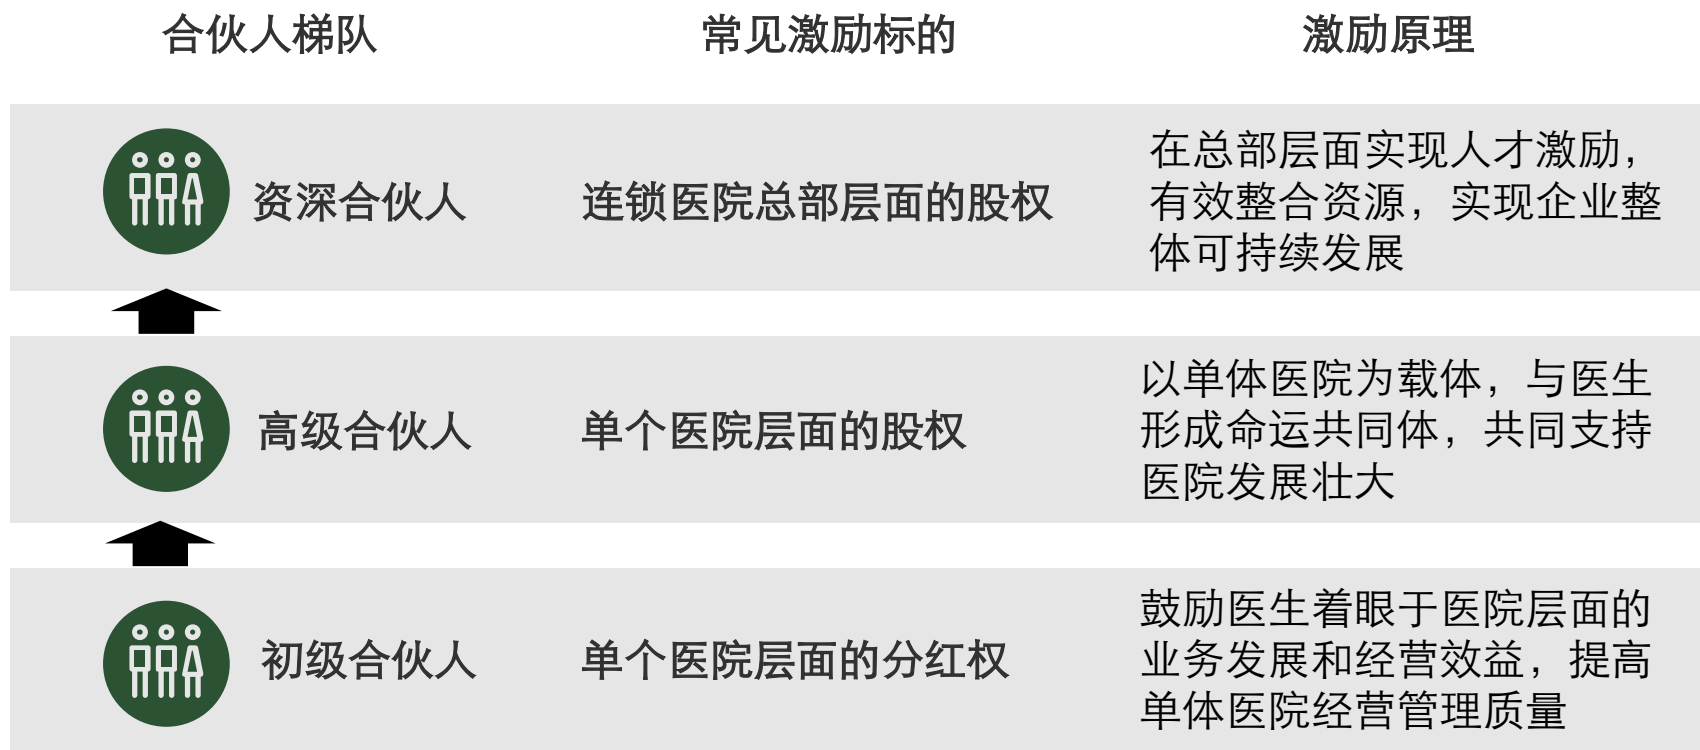 合伙人梯队 常见激励标的 激励原理
资深合伙人
连锁医院总部层面的股权
在总部层面实现人才激励，
有效整合资源，实现企业整
体可持续发展
高级合伙人
单个医院层面的股权
以单体医院为载体，与医生
形成命运共同体，共同支持
医院发展壮大
初级合伙人
单个医院层面的分红权
鼓励医生着眼于医院层面的
业务发展和经营效益，提高
单体医院经营管理质量